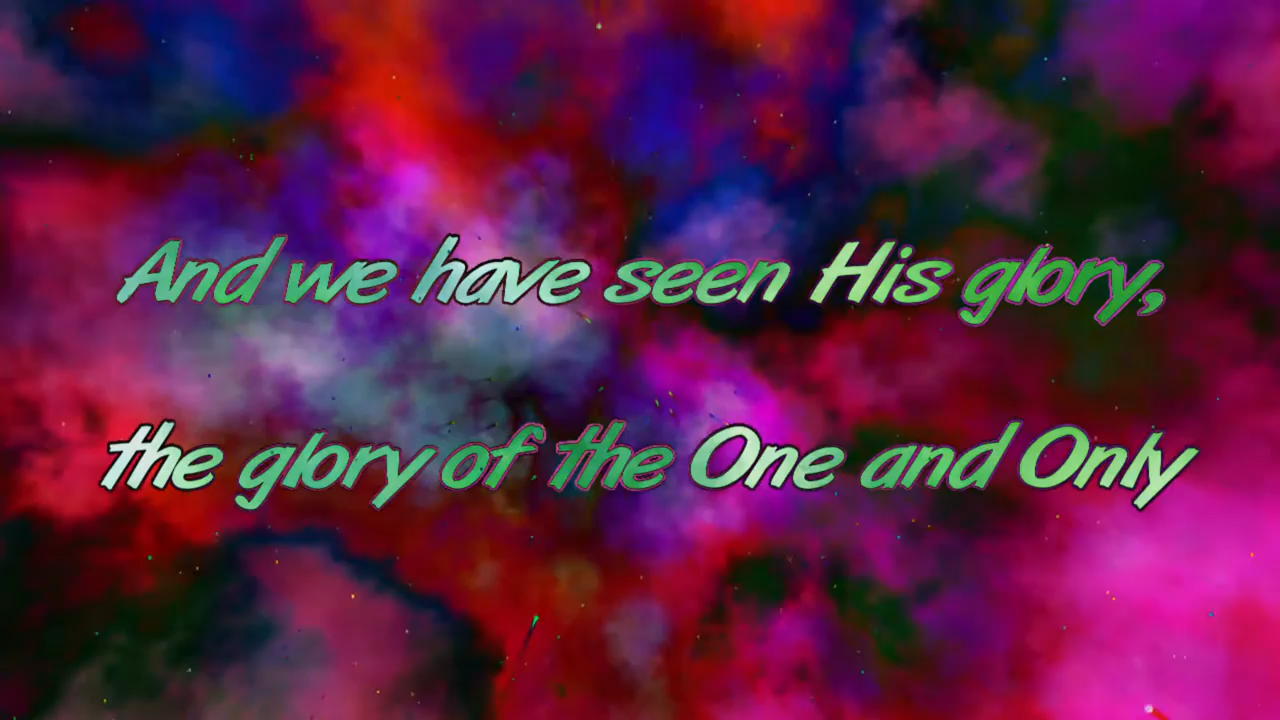 And we have seen His glory,
the glory of the One and Only